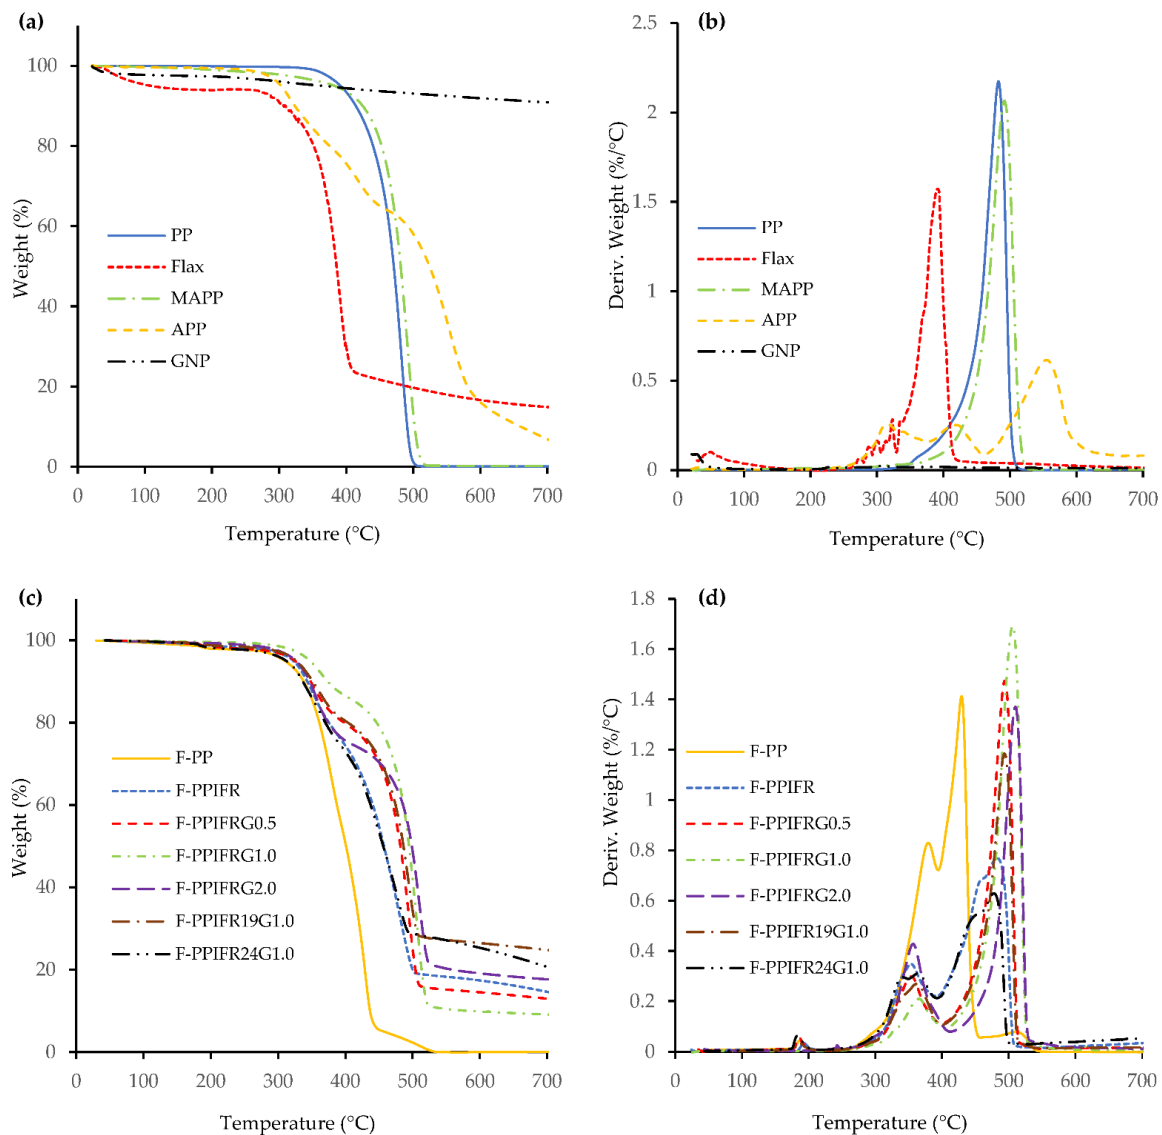 (a)
100
80
60
40
20
0
Weight (%)
PP
Flax
MAPP
APP
GNP
0 100 200 300 400 500 600 700
Temperature (°C)
(b)
2.5
2
1.5
1
0.5
0
Deriv. Weight (%/°C)
PP
Flax
MAPP
APP
GNP
0 100 200 300 400 500 600 700
Temperature (°C)
(c)
100
80
60
40
20
0
Weight (%)
F-PP
F-PPIFR
F-PPIFRG0.5
F-PPIFRG1.0
F-PPIFRG2.0
F-PPIFR19G1.0
F-PPIFR24G1.0
0 100 200 300 400 500 600 700
Temperature (°C)
(d)
1.8
1.6
1.4
1.2
1
0.8
0.6
0.4
0.2
0
Deriv. Weight (%/°C)
F-PP
F-PPIFR
F-PPIFRG0.5
F-PPIFRG1.0
F-PPIFRG2.0
F-PPIFR19G1.0
F-PPIFR24G1.0
0 100 200 300 400 500 600 700
Temperature (°C)